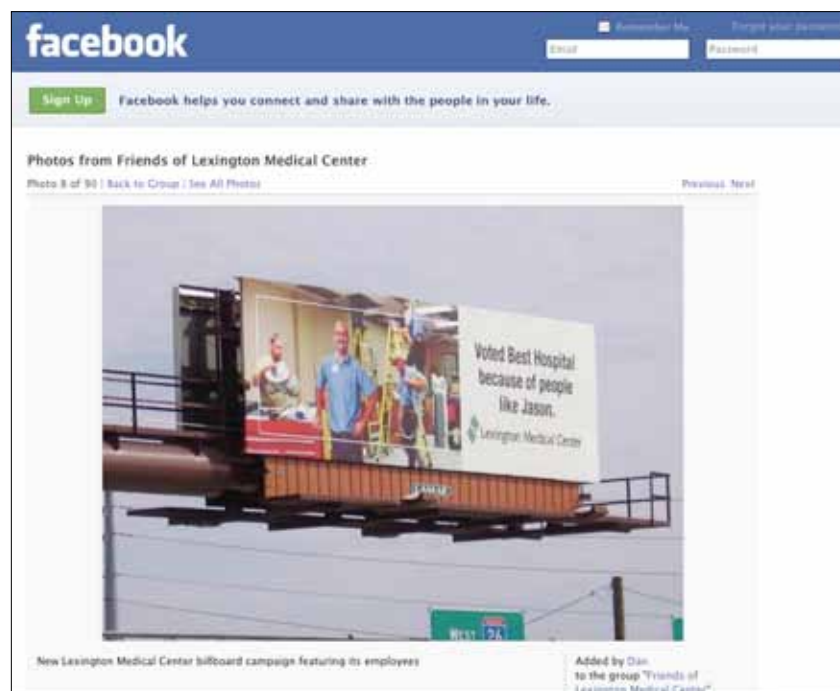 facebook
Remember Me
Forgot your
Email
Password
Sign Up
Facebook helps you connect and share with the people in your life.
Photos from Friends of Lexington Medical Center
Photo 8 of 90 | Back to Group | See All Photos
Previous Next
Voted Best Hospital
because of people
like Jason.
Lexington Medical Center
WEST 26
New Lexington Medical Center billboard campaign featuring its employees
Added by Dan
to the group "Friends of
Lexington Medical Center"